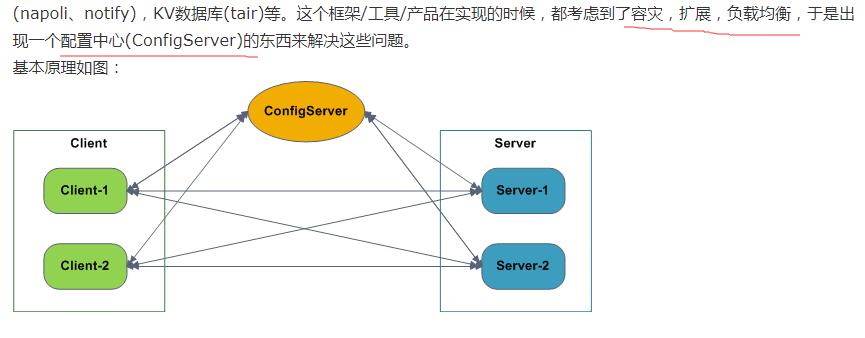 (napoli、notify)，KV数据库(tair)等。这个框架/工具/产品在实现的时候，都考虑到了容灾，扩展，负载均衡，于是出
现一个配置中心(ConfigServer)的东西来解决这些问题。
基本原理如图：
ConfigServer
Client
Server
Client-1
Server-1
Client-2
Server-2